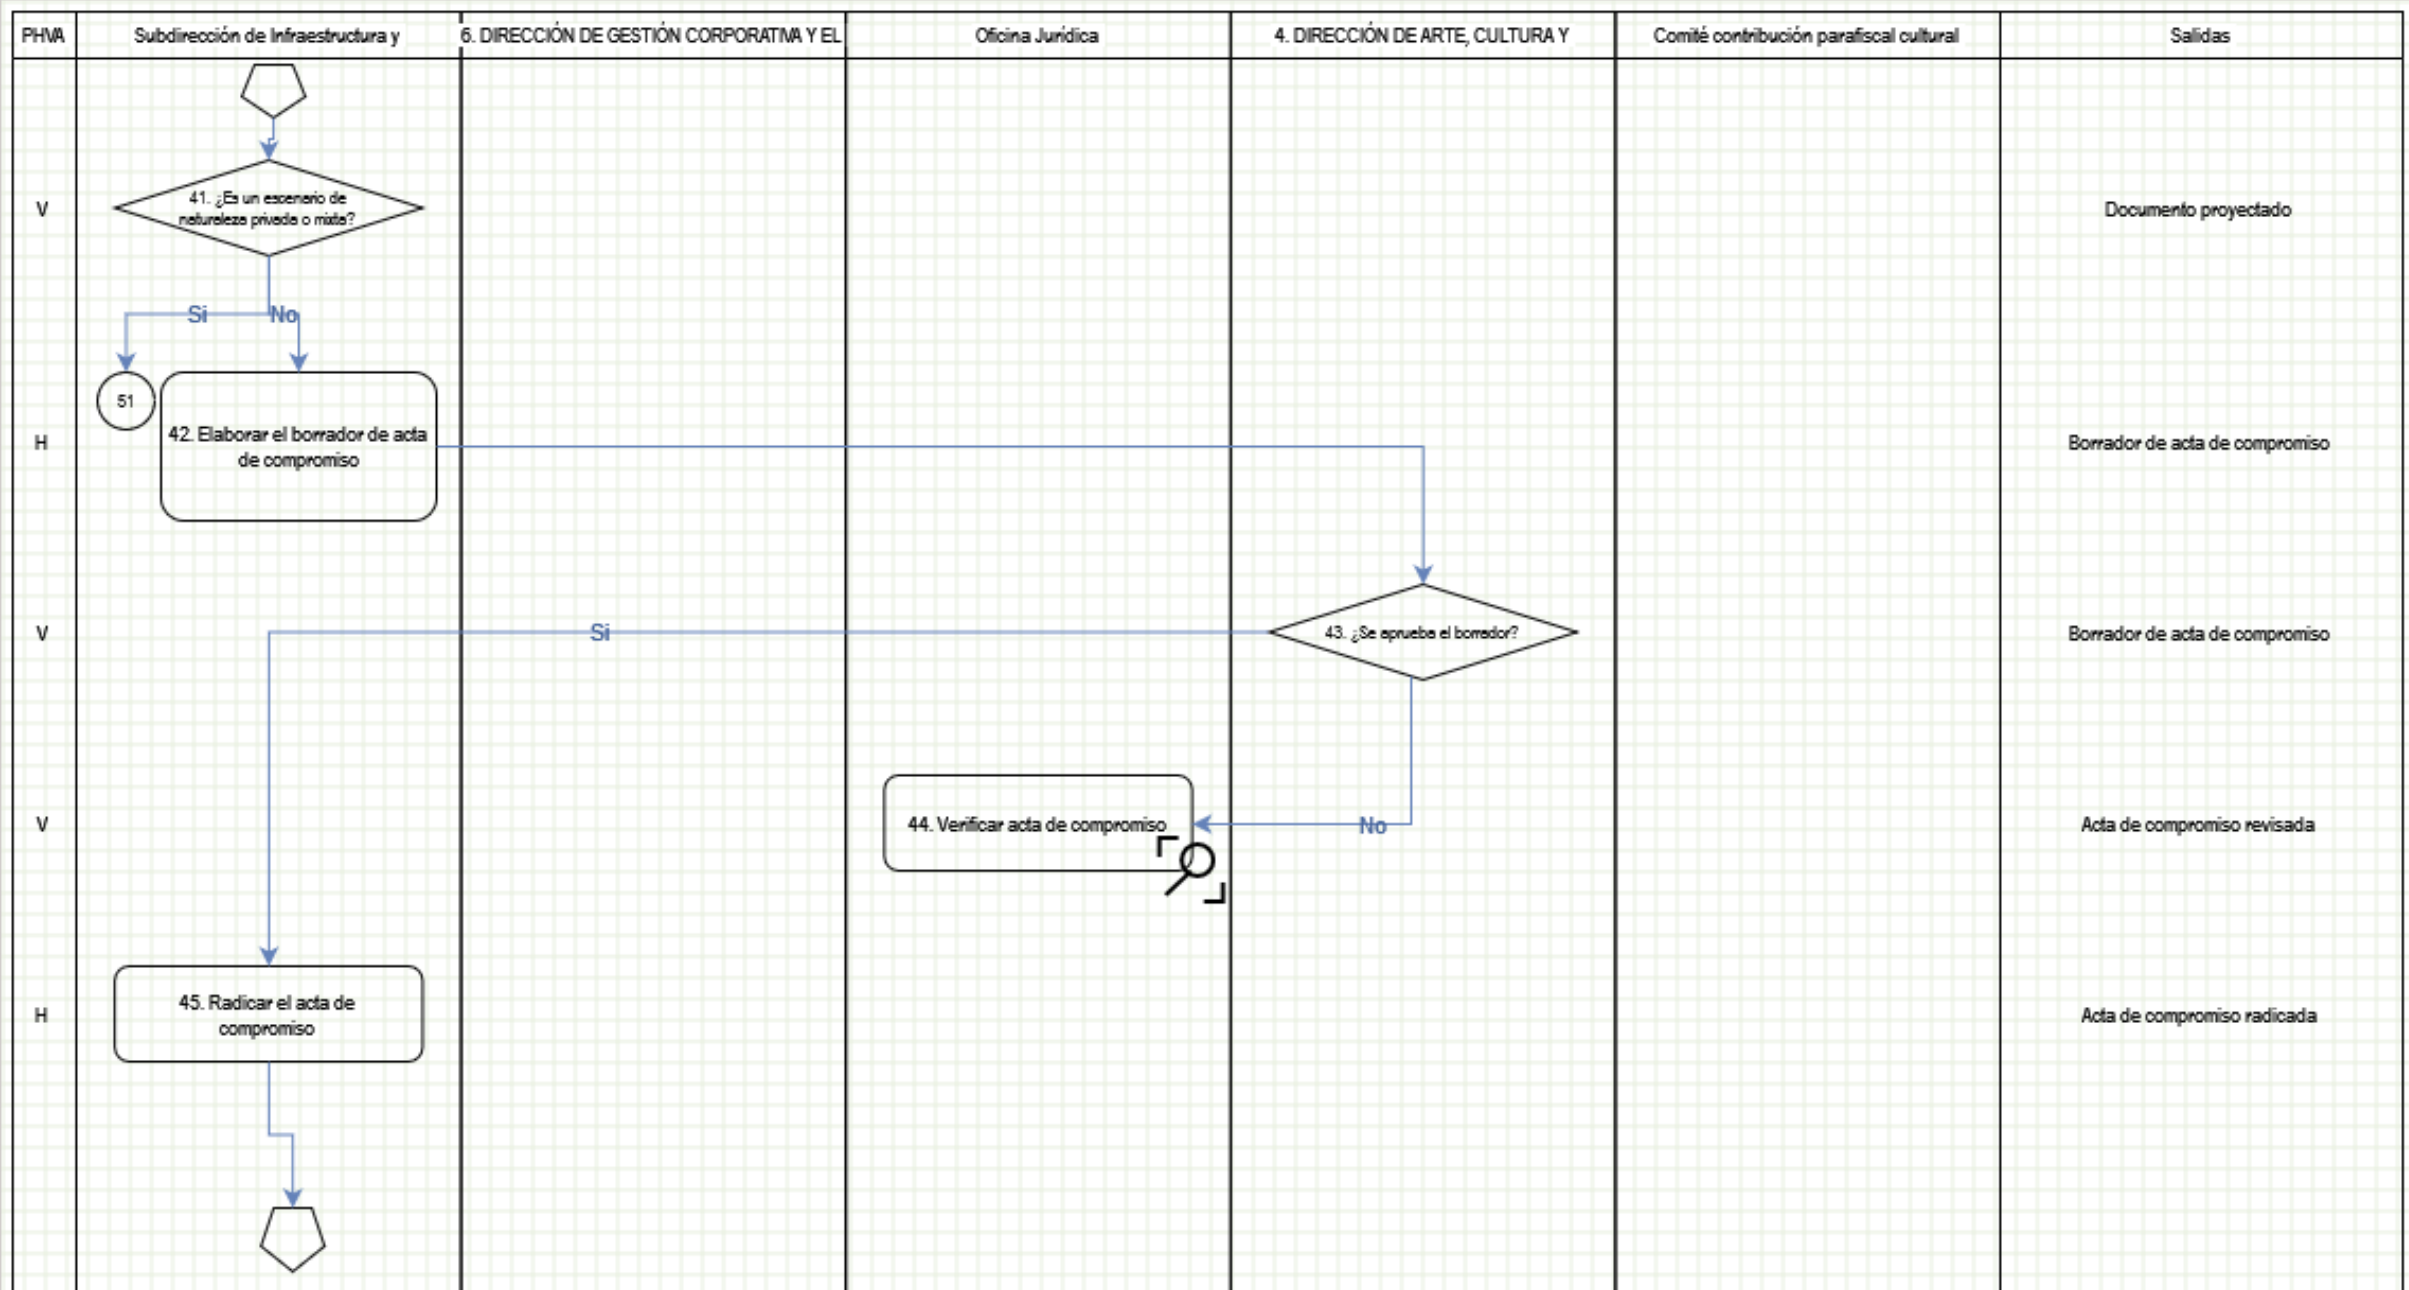 PHVA
Subdirección de Infraestructura y
6. DIRECCIÓN DE GESTIÓN CORPORATIVA Y EL
Oficina Jurídica
4. DIRECCIÓN DE ARTE, CULTURA Y
Comité contribución parafiscal cultural
Salidas
V
41. ¿Es un escenario de
naturaleza privada o mixta?
Documento proyectado
Si
No
51
H
42. Elaborar el borrador de acta
de compromiso
Borrador de acta de compromiso
V
Si
43. ¿Se aprueba el borrador?
Borrador de acta de compromiso
V
44. Verificar acta de compromiso
No
Acta de compromiso revisada
H
45. Radicar el acta de
compromiso
Acta de compromiso radicada